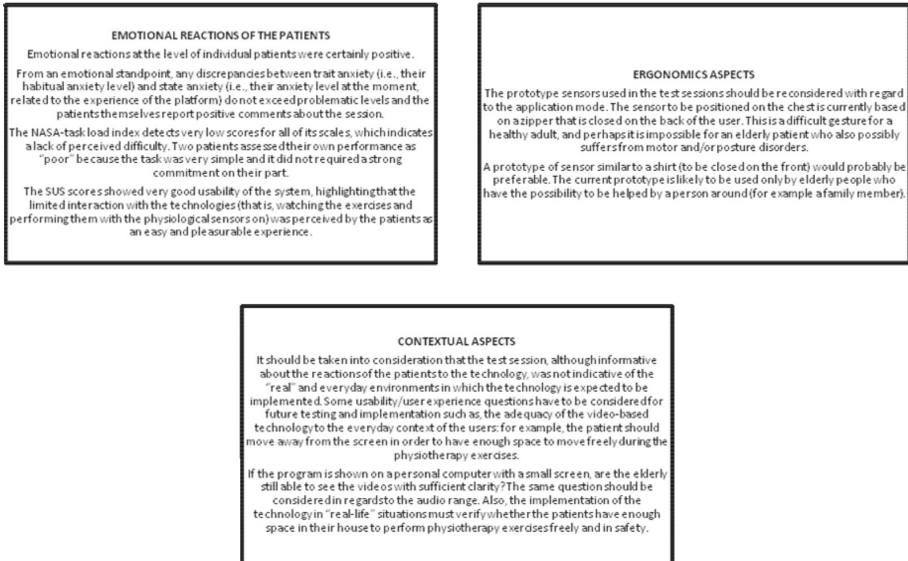 EMOTIONAL REACTIONS OF THE PATIENTS
Emotional reactions at the level of individual patients were certainly positive.
From an emotional standpoint, any discrepancies between trait anxiety (i.e., their
habitual anxiety level) and state anxiety (i.e., their anxiety level at the moment,
related to the experience of the platform) do not exceed problematic levels and the
patients themselves report positive comments about the session.
The NASA-task load index detects very low scores for all of its scales, which indicates
a lack of perceived difficulty. Two patients assessed their own performance as
"poor" because the task was very simple and it did not required a strong
commitment on their part.
The SUS scores showed very good usability of the system, highlighting that the
limited interaction with the technologies (that is, watching the exercises and
performing them with the physiological sensors on) was perceived by the patients as
an easy and pleasurable experience.
ERGONOMICS ASPECTS
The prototype sensors used in the test sessions should be reconsidered with regard
to the application mode. The sensor to be positioned on the chest is currently based
on a zipper that is closed on the back of the user. This is a difficult gesture for a
healthy adult, and perhaps it is impossible for an elderly patient who also possibly
suffers from motor and/or posture disorders.
A prototype of sensor similar to a shirt (to be closed on the front) would probably be
preferable. The current prototype is likely to be used only by elderly people who
have the possibility to be helped by a person around (for example a family member).
CONTEXTUAL ASPECTS
It should be taken into consideration that the test session, although informative
about the reactions of the patients to the technology, was not indicative of the
"real" and everyday environments in which the technology is expected to be
implemented. Some usability/user experience questions have to be considered for
future testing and implementation such as, the adequacy of the video-based
technology to the everyday context of the users: for example, the patient should
move away from the screen in order to have enough space to move freely during the
physiotherapy exercises.
If the program is shown on a personal computer with a small screen, are the elderly
still able to see the videos with sufficient clarity? The same question should be
considered in regards to the audio range. Also, the implementation of the
technology in "real-life" situations must verify whether the patients have enough
space in their house to perform physiotherapy exercises freely and in safety.